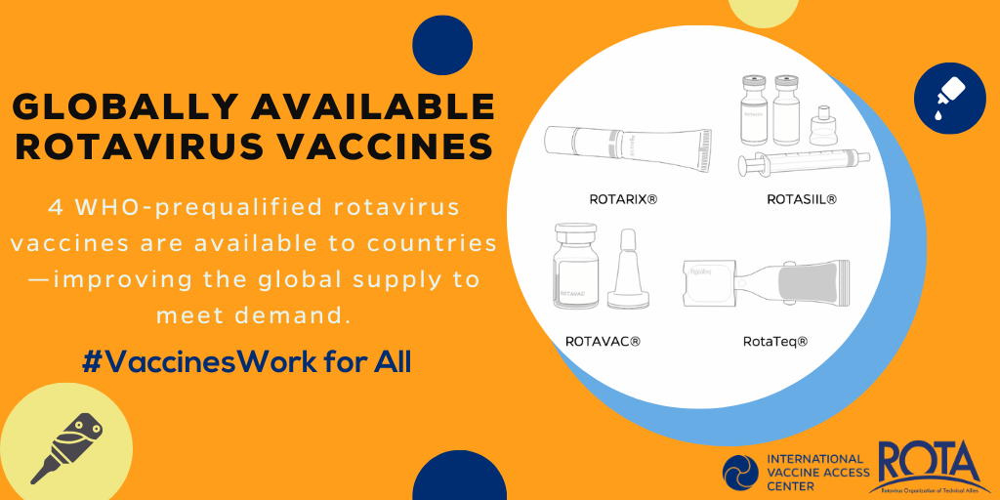 GLOBALLY AVAILABLE
ROTAVIRUS VACCINES
4 WHO-prequalified rotavirus
vaccines are available to countries
—improving the global supply to
meet demand.
#VaccinesWork for All
ROTARIX®
ROTASIIL®
ROTAVAC
ROTAVAC®
RotaTeq®
INTERNATIONAL
VACCINE ACCESS
CENTER
ROTA
Rotavirus Organization of Technical Allies